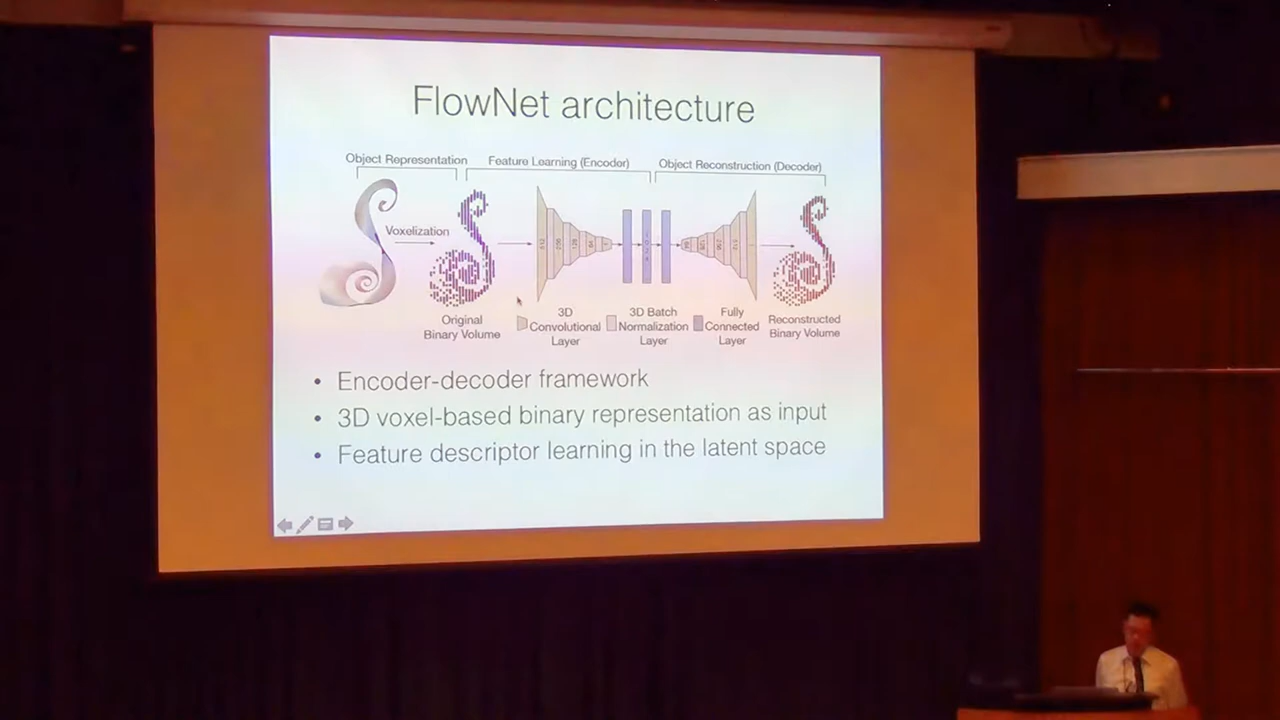 FlowNet architecture
Object Representation
Feature Learning (Encoder)
Object Reconstruction (Decoder)
Voxelization
Original
Binary Volume
3D
Convolutional
Layer
3D Batch
Normalization
Layer
Fully
Connected
Layer
Reconstructed
Binary Volume
• Encoder-decoder framework
• 3D voxel-based binary representation as input
• Feature descriptor learning in the latent space